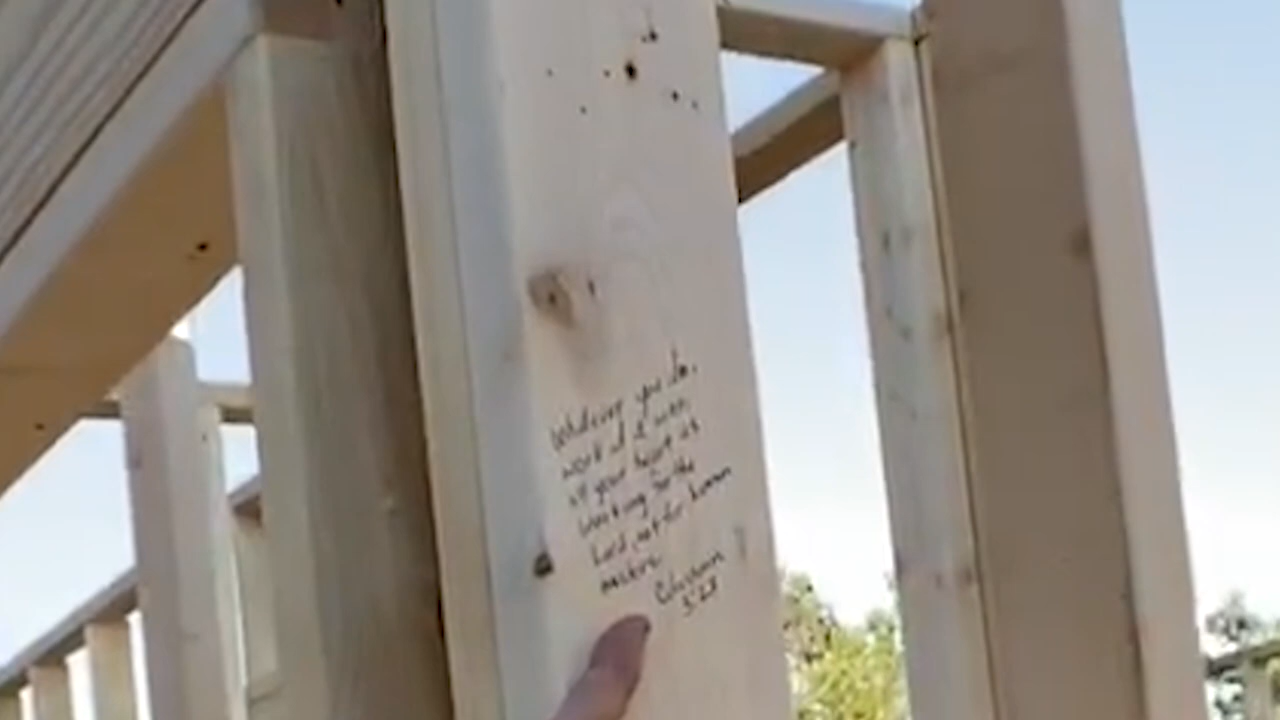 Whatever you do,
work at it with
all your heart as
working for the
Lord, not for human
masters
Colossians
3:23